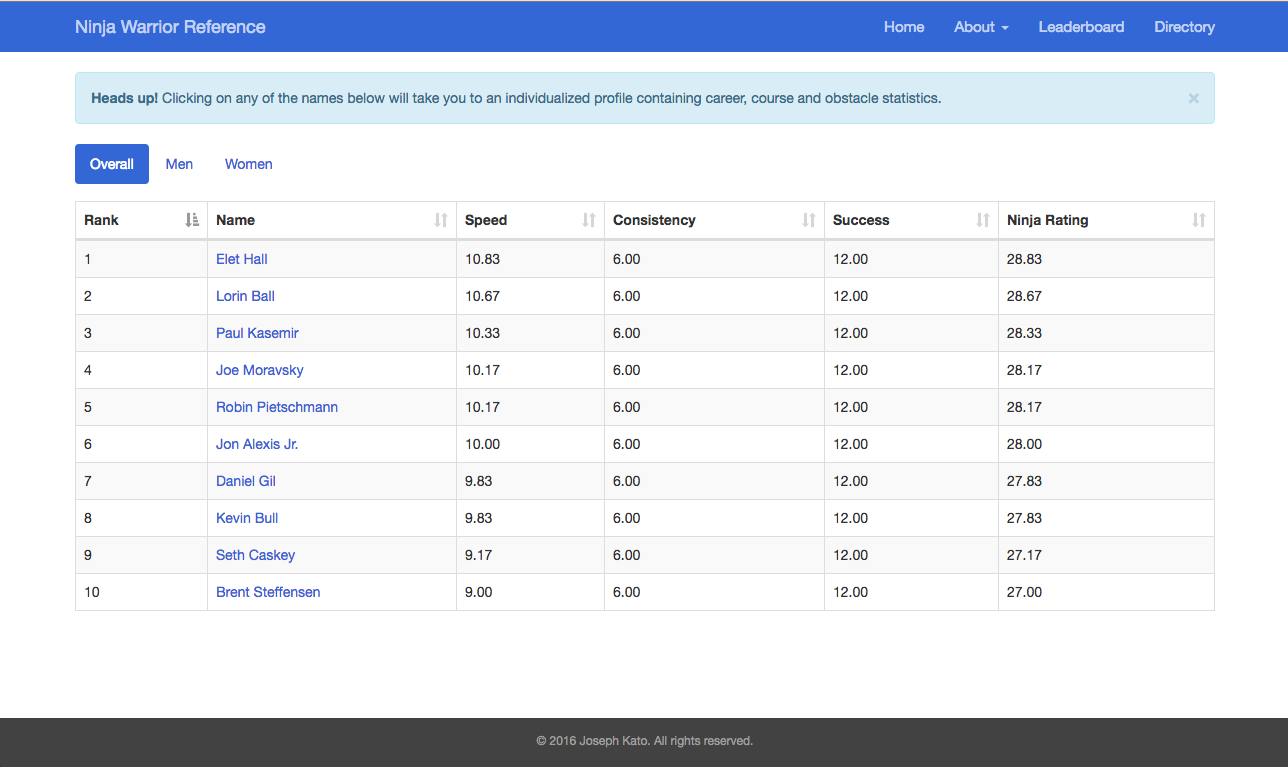 Ninja Warrior Reference Home About Leaderboard Directory
Heads up! Clicking on any of the names below will take you to an individualized profile containing career, course and obstacle statistics. ×
Overall Men Women
Rank Name Speed Consistency Success Ninja Rating
1 Elet Hall 10.83 6.00 12.00 28.83
2 Lorin Ball 10.67 6.00 12.00 28.67
3 Paul Kasemir 10.33 6.00 12.00 28.33
4 Joe Moravsky 10.17 6.00 12.00 28.17
5 Robin Pietschmann 10.17 6.00 12.00 28.17
6 Jon Alexis Jr. 10.00 6.00 12.00 28.00
7 Daniel Gil 9.83 6.00 12.00 27.83
8 Kevin Bull 9.83 6.00 12.00 27.83
9 Seth Caskey 9.17 6.00 12.00 27.17
10 Brent Steffensen 9.00 6.00 12.00 27.00
© 2016 Joseph Kato. All rights reserved.